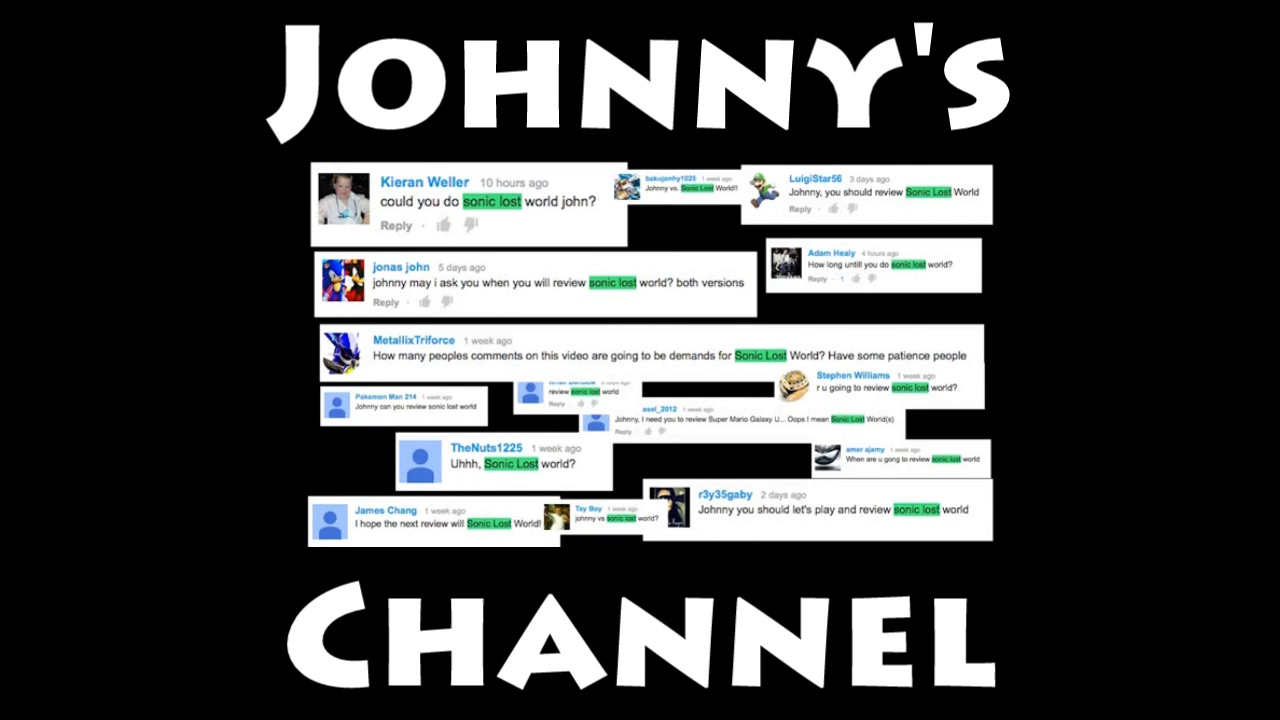 JOHNNY'S
Kieran Weller 10 hours ago
could you do sonic lost world john?
Reply ·
bakujonhy1025 1 week ago
Johnny vs. Sonic Lost World!!
LuigiStar56 3 days ago
Johnny, you should review Sonic Lost World
Reply ·
jonas john 5 days ago
johnny may i ask you when you will review sonic lost world? both versions
Reply ·
Adam Healy 4 hours ago
How long untill you do sonic lost world?
Reply · 1
MetallixTriforce 1 week ago
How many peoples comments on this video are going to be demands for Sonic Lost World? Have some patience people
Stephen Williams 1 week ago
r u going to review sonic lost world?
Pokemon Man 214 1 week ago
Johnny can you review sonic lost world
review sonic lost world
Reply ·
asel_2012 1 week ago
Johnny, I need you to review Super Mario Galaxy U... Oops I mean Sonic Lost World(s)
Reply ·
TheNuts1225 1 week ago
Uhhh, Sonic Lost world?
amer ajamy 1 week ago
When are u gong to review sonic lost world
James Chang 1 week ago
I hope the next review will Sonic Lost World!
Tay Boy 1 week ago
johnny vs sonic lost world?
r3y35gaby 2 days ago
Johnny you should let's play and review sonic lost world
CHANNEL